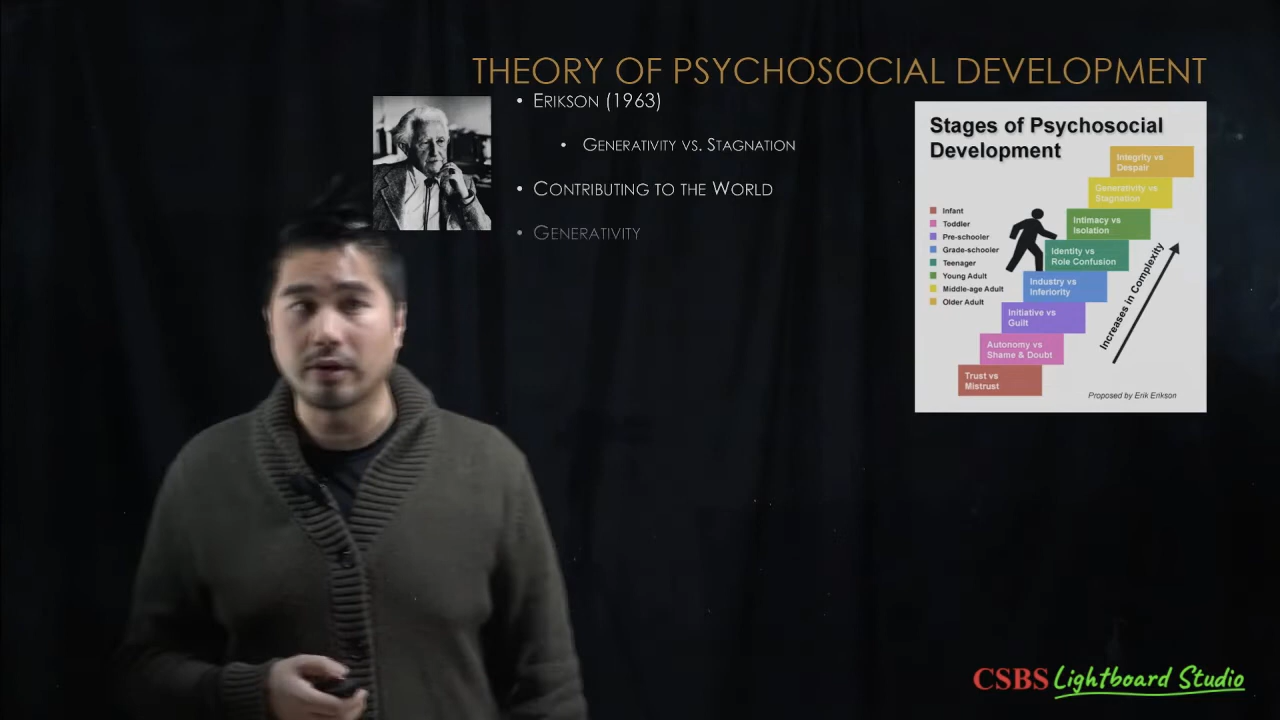 THEORY OF PSYCHOSOCIAL DEVELOPMENT
• ERIKSON (1963)
• GENERATIVITY VS. STAGNATION
• CONTRIBUTING TO THE WORLD
• GENERATIVITY
Stages of Psychosocial
Development
Integrity vs
Despair
Generativity vs
Stagnation
Intimacy vs
Isolation
Identity vs
Role Confusion
Industry vs
Inferiority
Initiative vs
Guilt
Autonomy vs
Shame & Doubt
Trust vs
Mistrust
Infant
Toddler
Pre-schooler
Grade-schooler
Teenager
Young Adult
Middle-age Adult
Older Adult
Increases in Complexity
Proposed by Erik Erikson
CSBS Lightboard Studio